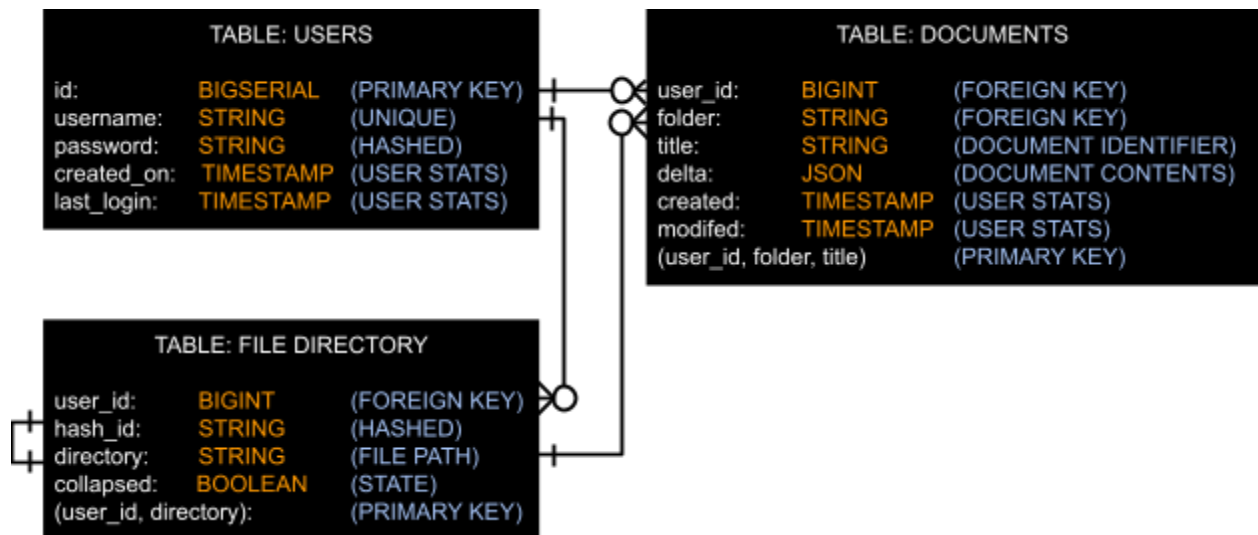 TABLE: USERS
id: BIGSERIAL (PRIMARY KEY)
username: STRING (UNIQUE)
password: STRING (HASHED)
created_on: TIMESTAMP (USER STATS)
last_login: TIMESTAMP (USER STATS)
TABLE: DOCUMENTS
user_id: BIGINT (FOREIGN KEY)
folder: STRING (FOREIGN KEY)
title: STRING (DOCUMENT IDENTIFIER)
delta: JSON (DOCUMENT CONTENTS)
created: TIMESTAMP (USER STATS)
modifed: TIMESTAMP (USER STATS)
(user_id, folder, title) (PRIMARY KEY)
TABLE: FILE DIRECTORY
user_id: BIGINT (FOREIGN KEY)
hash_id: STRING (HASHED)
directory: STRING (FILE PATH)
collapsed: BOOLEAN (STATE)
(user_id, directory): (PRIMARY KEY)